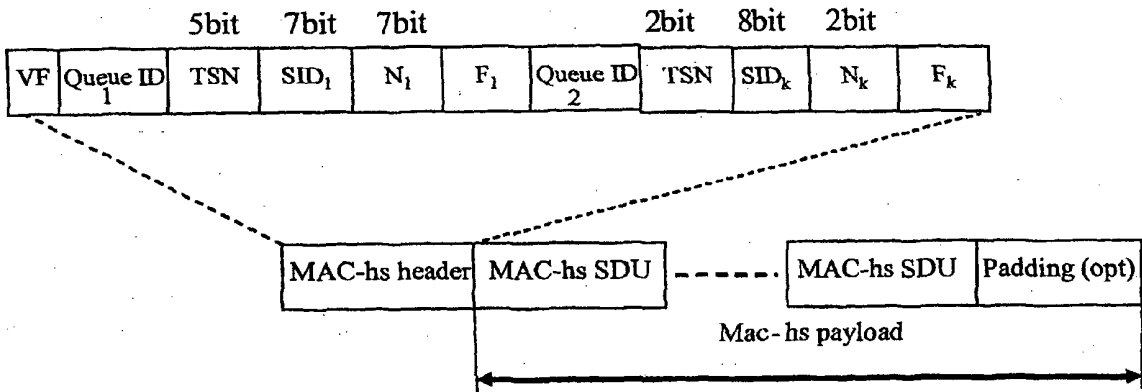 5bit 7bit 7bit 2bit 8bit 2bit
VF Queue ID 1 TSN SID₁ N₁ F₁ Queue ID 2 TSN SIDₖ Nₖ Fₖ
MAC-hs header MAC-hs SDU MAC-hs SDU Padding (opt)
Mac-hs payload